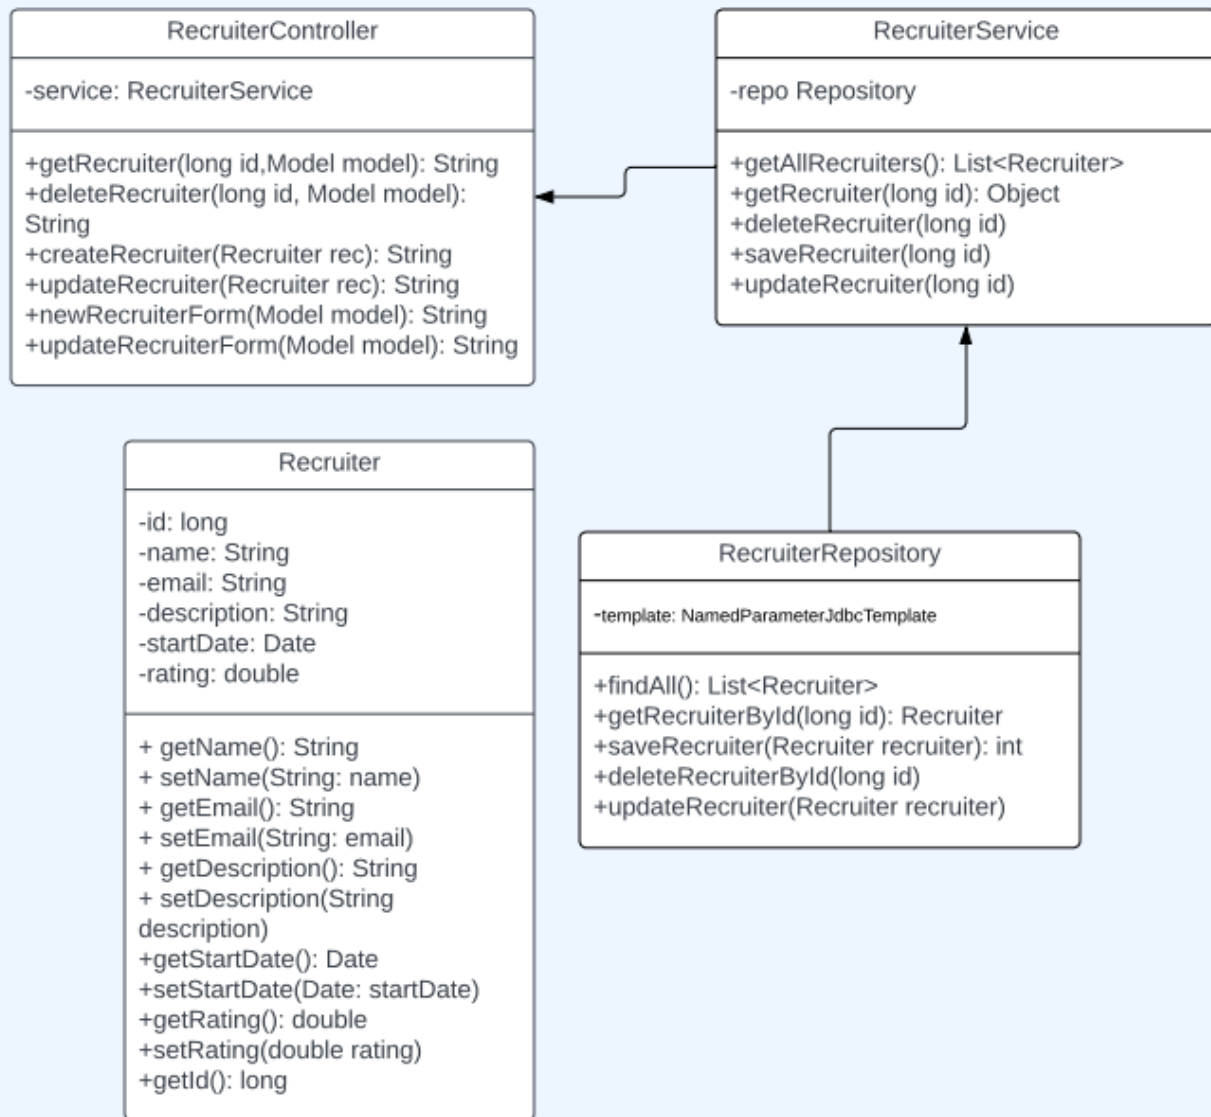 RecruiterController
-service: RecruiterService
+getRecruiter(long id,Model model): String
+deleteRecruiter(long id, Model model):
String
+createRecruiter(Recruiter rec): String
+updateRecruiter(Recruiter rec): String
+newRecruiterForm(Model model): String
+updateRecruiterForm(Model model): String
RecruiterService
-repo Repository
+getAllRecruiters(): List<Recruiter>
+getRecruiter(long id): Object
+deleteRecruiter(long id)
+saveRecruiter(long id)
+updateRecruiter(long id)
Recruiter
-id: long
-name: String
-email: String
-description: String
-startDate: Date
-rating: double
+ getName(): String
+ setName(String: name)
+ getEmail(): String
+ setEmail(String: email)
+ getDescription(): String
+ setDescription(String
description)
+getStartDate(): Date
+setStartDate(Date: startDate)
+getRating(): double
+setRating(double rating)
+getId(): long
RecruiterRepository
-template: NamedParameterJdbcTemplate
+findAll(): List<Recruiter>
+getRecruiterById(long id): Recruiter
+saveRecruiter(Recruiter recruiter): int
+deleteRecruiterById(long id)
+updateRecruiter(Recruiter recruiter)